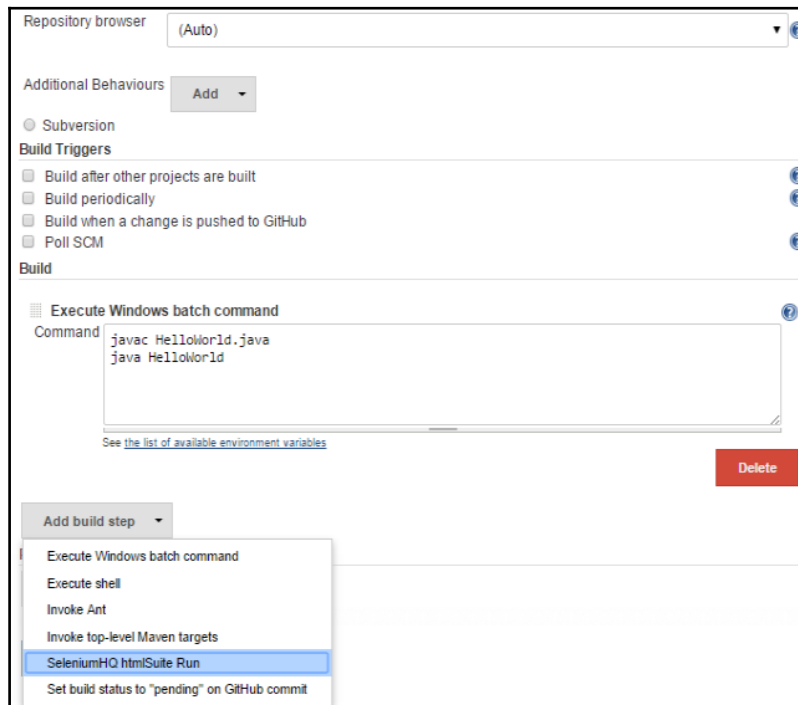 Repository browser
(Auto)
Additional Behaviours
Add
Subversion
Build Triggers
Build after other projects are built
Build periodically
Build when a change is pushed to GitHub
Poll SCM
Build
Execute Windows batch command
Command
javac HelloWorld.java
java HelloWorld
See the list of available environment variables
Delete
Add build step
Execute Windows batch command
Execute shell
Invoke Ant
Invoke top-level Maven targets
SeleniumHQ htmlSuite Run
Set build status to "pending" on GitHub commit